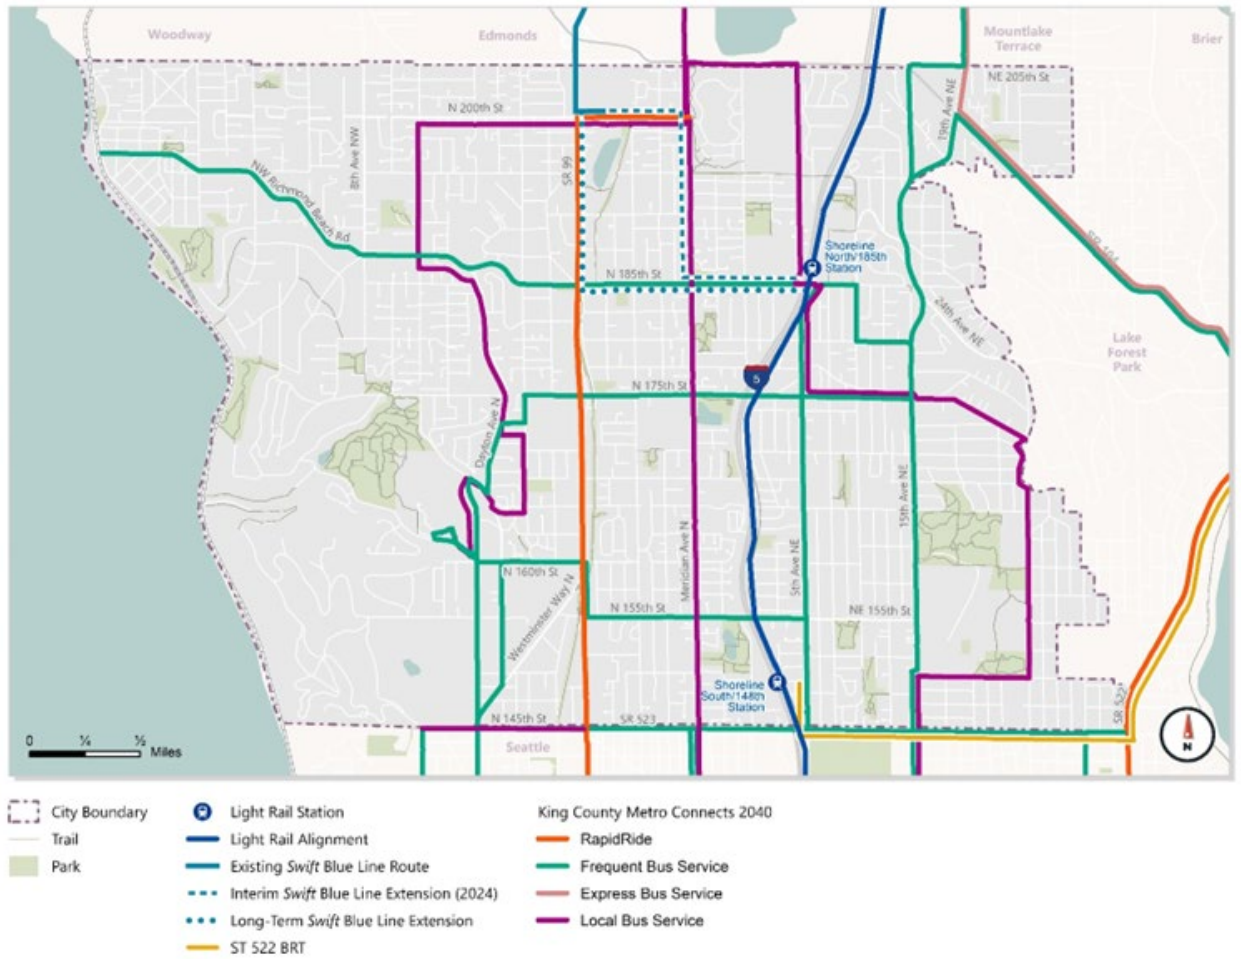 Woodway
Edmonds
Mountlake
Terrace
Brier
NE 205th St
N 200th St
8th Ave NW
SR 99
19th Ave NE
NW Richmond Beach Rd
SR 104
Shoreline
North/185th
Station
N 185th St
24th Ave NE
Lake
Forest
Park
5
N 175th St
Dayton Ave N
15th Ave NE
Meridian Ave N
5th Ave NE
N 160th St
Westminster Way N
N 155th St
NE 155th St
Shoreline
South/148th
Station
SR 522
N 145th St
SR 523
Seattle
0 ¼ ½ Miles
N
City Boundary
Trail
Park
Light Rail Station
Light Rail Alignment
Existing Swift Blue Line Route
Interim Swift Blue Line Extension (2024)
Long-Term Swift Blue Line Extension
ST 522 BRT
King County Metro Connects 2040
RapidRide
Frequent Bus Service
Express Bus Service
Local Bus Service